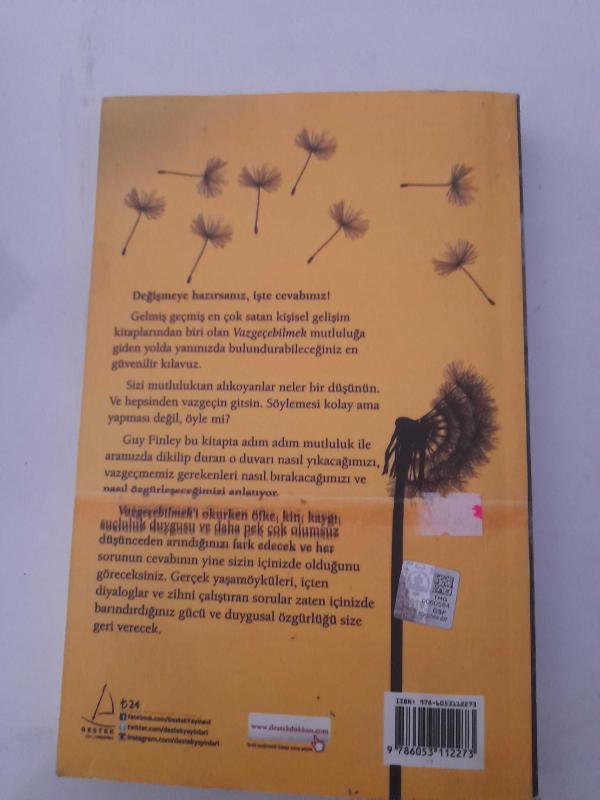 Değişmeye hazırsanız, işte cevabınız!
Gelmiş geçmiş en çok satan kişisel gelişim
kitaplarından biri olan Vazgeçebilmek mutluluğa
giden yolda yanınızda bulundurabileceğiniz en
güvenilir kılavuz.
Sizi mutluluktan alıkoyanlar neler bir düşünün.
Ve hepsinden vazgeçin gitsin. Söylemesi kolay ama
yapması değil, öyle mi?
Guy Finley bu kitapta adım adım mutluluk ile
aramızda dikilip duran o duvarı nasıl yıkacağımızı,
vazgeçmemiz gerekenleri nasıl bırakacağımızı ve
nasıl özgürleşeceğimizi anlatıyor.
Vazgeçebilmek'i okurken öfke, kin, kaygı,
suçluluk duygusu ve daha pek çok olumsuz
düşünceden arındığınızı fark edecek ve her
sorunun cevabının yine sizin içinizde olduğunu
göreceksiniz. Gerçek yaşamöyküleri, içten
diyaloglar ve zihni çalıştıran sorular zaten içinizde
barındırdığınız gücü ve duygusal özgürlüğü size
geri verecek.
THG
GSF
₺24
DESTEK
facebook.com/DestekYayinevi
twitter.com/destekyayinlari
instagram.com/destekyayinlari
www.destekdukkan.com
ISBN: 978-6053112273
9 786053 112273